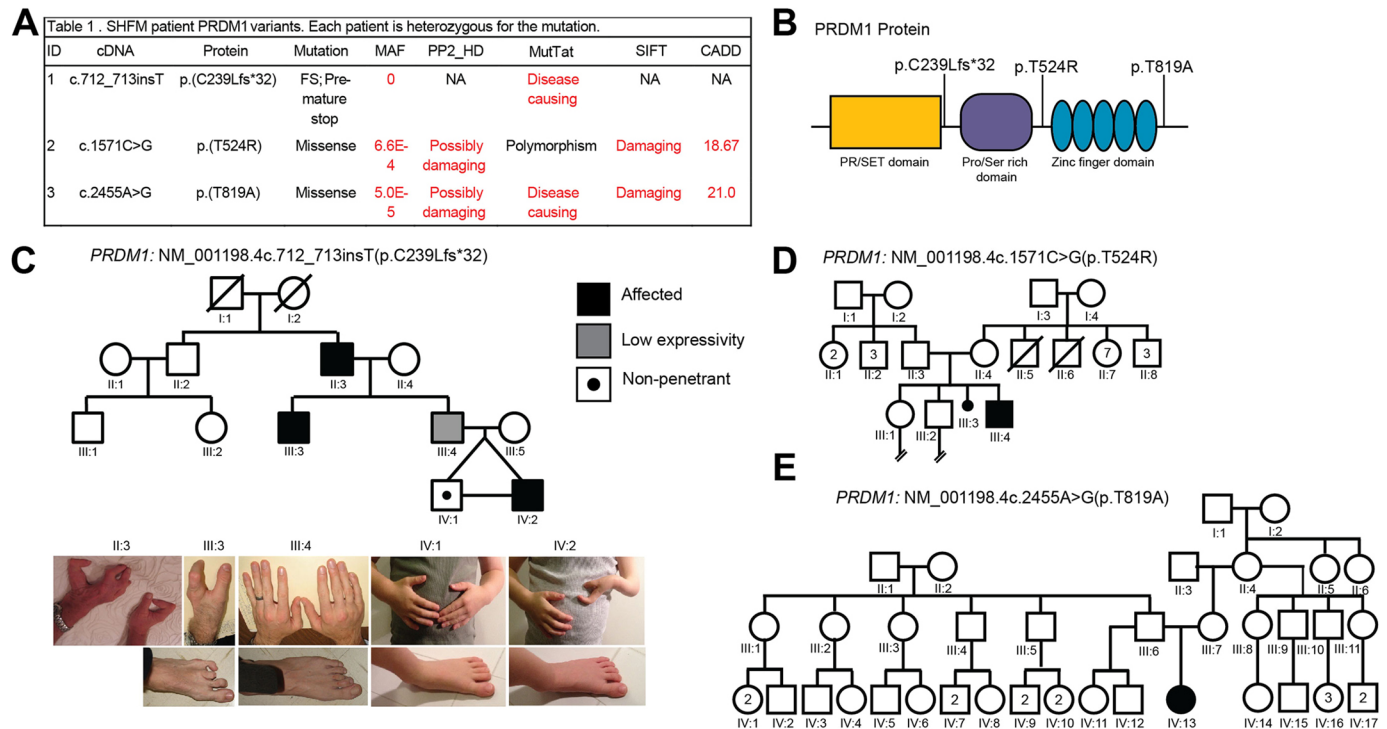 A
Table 1 . SHFM patient PRDM1 variants. Each patient is heterozygous for the mutation.
ID cDNA Protein Mutation MAF PP2_HD MutTat SIFT CADD
1 c.712_713insT p.(C239Lfs*32) FS; Pre- 0 NA Disease NA NA
mature causing
stop
2 c.1571C>G p.(T524R) Missense 6.6E- Possibly Polymorphism Damaging 18.67
4 damaging
3 c.2455A>G p.(T819A) Missense 5.0E- Possibly Disease Damaging 21.0
5 damaging causing
B
PRDM1 Protein
p.C239Lfs*32 p.T524R p.T819A
PR/SET domain Pro/Ser rich Zinc finger domain
domain
C
PRDM1: NM_001198.4c.712_713insT(p.C239Lfs*32)
I:1 I:2
II:1 II:2 II:3 II:4
III:1 III:2 III:3 III:4 III:5
IV:1 IV:2
Affected
Low expressivity
Non-penetrant
II:3 III:3 III:4 IV:1 IV:2
D
PRDM1: NM_001198.4c.1571C>G(p.T524R)
I:1 I:2 I:3 I:4
2 3 7 3
II:1 II:2 II:3 II:4 II:5 II:6 II:7 II:8
III:1 III:2 III:3 III:4
E
PRDM1: NM_001198.4c.2455A>G(p.T819A)
I:1 I:2
II:1 II:2 II:3 II:4 II:5 II:6
III:1 III:2 III:3 III:4 III:5 III:6 III:7 III:8 III:9 III:10 III:11
2 2 2 2 3 2
IV:1 IV:2 IV:3 IV:4 IV:5 IV:6 IV:7 IV:8 IV:9 IV:10 IV:11 IV:12 IV:13 IV:14 IV:15 IV:16 IV:17